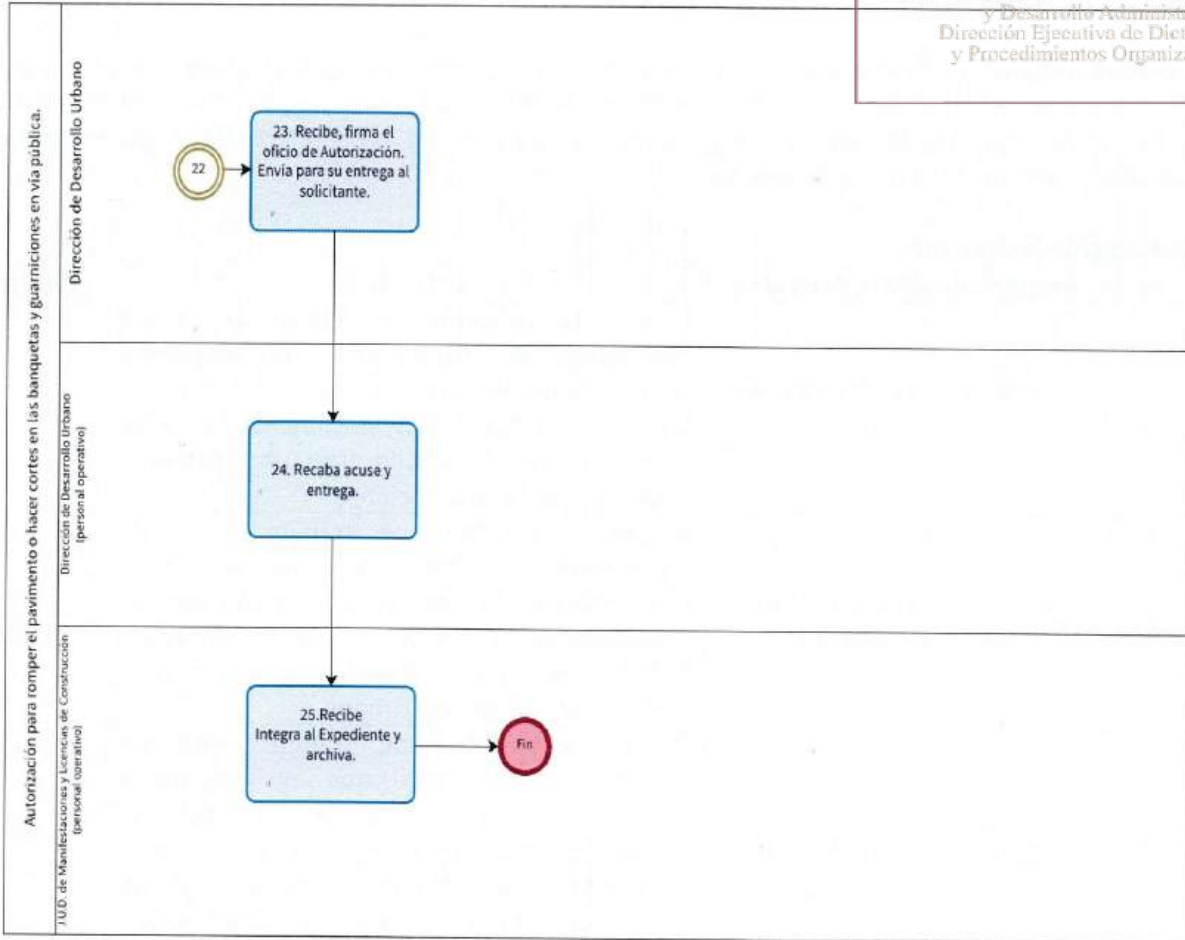 y Desarrollo Administ
Dirección Ejecutiva de Dict
y Procedimientos Organiz
Autorización para romper el pavimento o hacer cortes en las banquetas y guarniciones en vía pública.
Dirección de Desarrollo Urbano
22
23. Recibe, firma el
oficio de Autorización.
Envía para su entrega al
solicitante.
Dirección de Desarrollo Urbano
(personal operativo)
24. Recaba acuse y
entrega.
J.U.D. de Manifestaciones y Licencias de Construcción
(personal operativo)
25.Recibe
Integra al Expediente y
archiva.
Fin